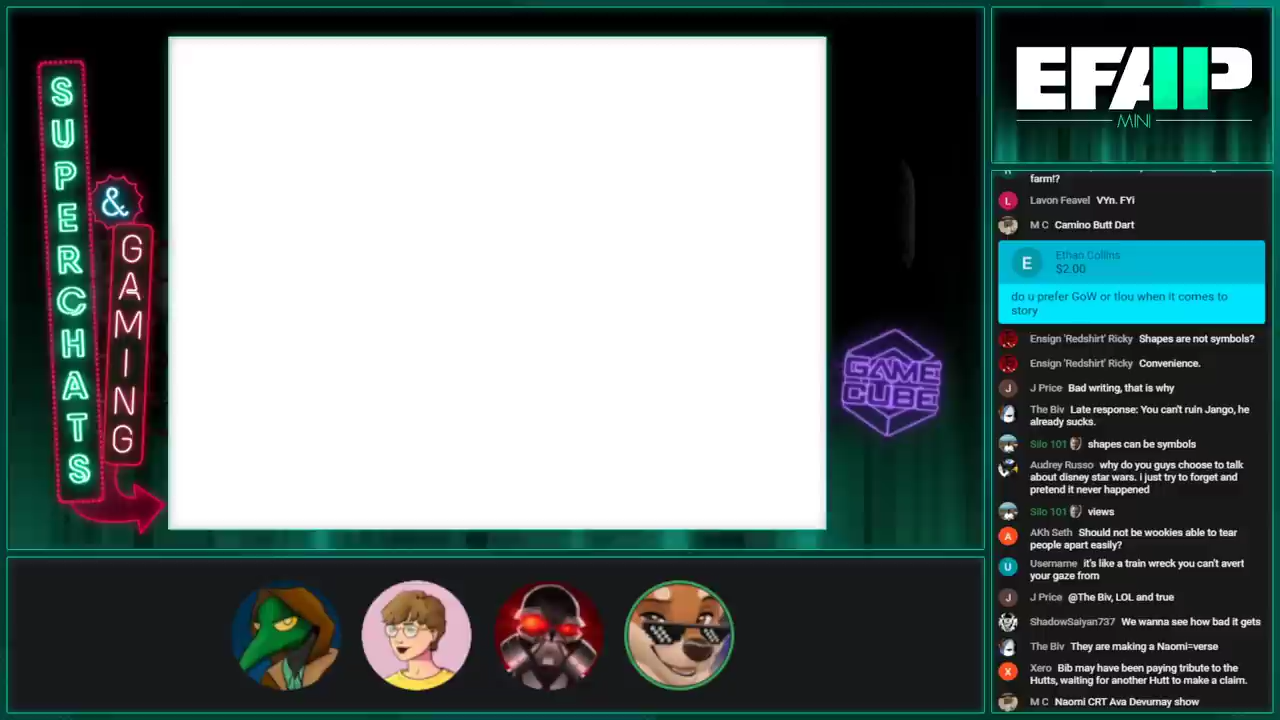 SUPERCHATS
&
GAMING
GAME
CUBE
EFAP
MINI
farm!?
Lavon Feavel VYn. FYi
M C Camino Butt Dart
E
Ethan Collins
$2.00
do u prefer GoW or tlou when it comes to
story
Ensign 'Redshirt' Ricky Shapes are not symbols?
Ensign 'Redshirt' Ricky Convenience.
J Price Bad writing, that is why
The Biv Late response: You can't ruin Jango, he
already sucks.
Silo 101 shapes can be symbols
Audrey Russo why do you guys choose to talk
about disney star wars. i just try to forget and
pretend it never happened
Silo 101 views
AKh Seth Should not be wookies able to tear
people apart easily?
Username it's like a train wreck you can't avert
your gaze from
J Price @The Biv, LOL and true
ShadowSaiyan737 We wanna see how bad it gets
The Biv They are making a Naomi=verse
Xero Bib may have been paying tribute to the
Hutts, waiting for another Hutt to make a claim.
M C Naomi CRT Ava Devurnay show